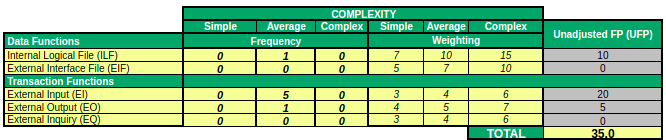 COMPLEXITY
Simple Average Complex Simple Average Complex Unadjusted FP (UFP)
Data Functions Frequency Weighting
Internal Logical File (ILF) 0 1 0 7 10 15 10
External Interface File (EIF) 0 0 0 5 7 10 0
Transaction Functions
External Input (EI) 0 5 0 3 4 6 20
External Output (EO) 0 1 0 4 5 7 5
External Inquiry (EQ) 0 0 0 3 4 6 0
TOTAL 35.0